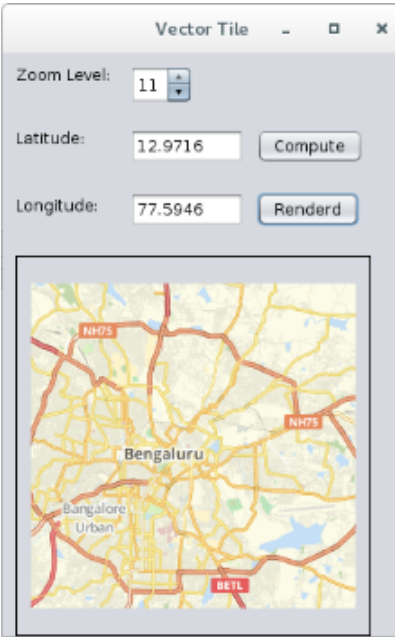 Vector Tile
Zoom Level: 11
Latitude: 12.9716 Compute
Longitude: 77.5946 Renderd
NH75
NH75
Bengaluru
Bangalore
Urban
BETL